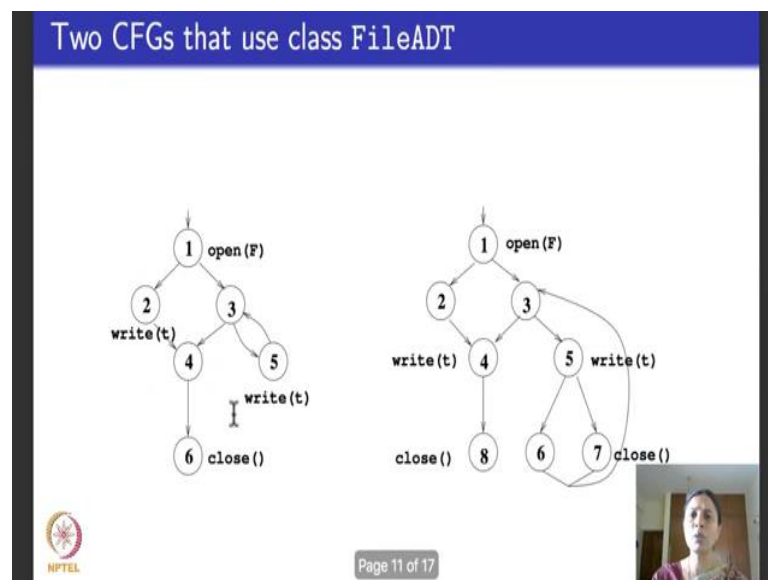 Two CFGs that use class FileADT
1 open(F)
2 3
write(t)
4 5
write(t)
6 close()
1 open(F)
2 3
write(t) 4 5 write(t)
close() 8 6 7 close()
NPTEL
Page 11 of 17